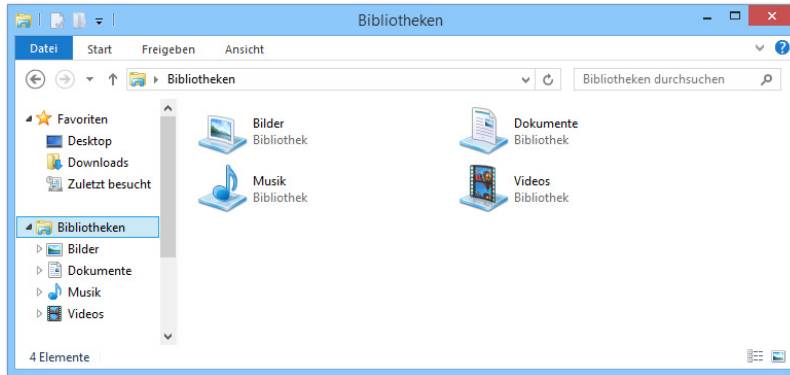 Bibliotheken
Datei Start Freigeben Ansicht
Bibliotheken
Bibliotheken durchsuchen
Favoriten
Desktop
Downloads
Zuletzt besucht
Bibliotheken
Bilder
Dokumente
Musik
Videos
Bilder
Bibliothek
Dokumente
Bibliothek
Musik
Bibliothek
Videos
Bibliothek
4 Elemente